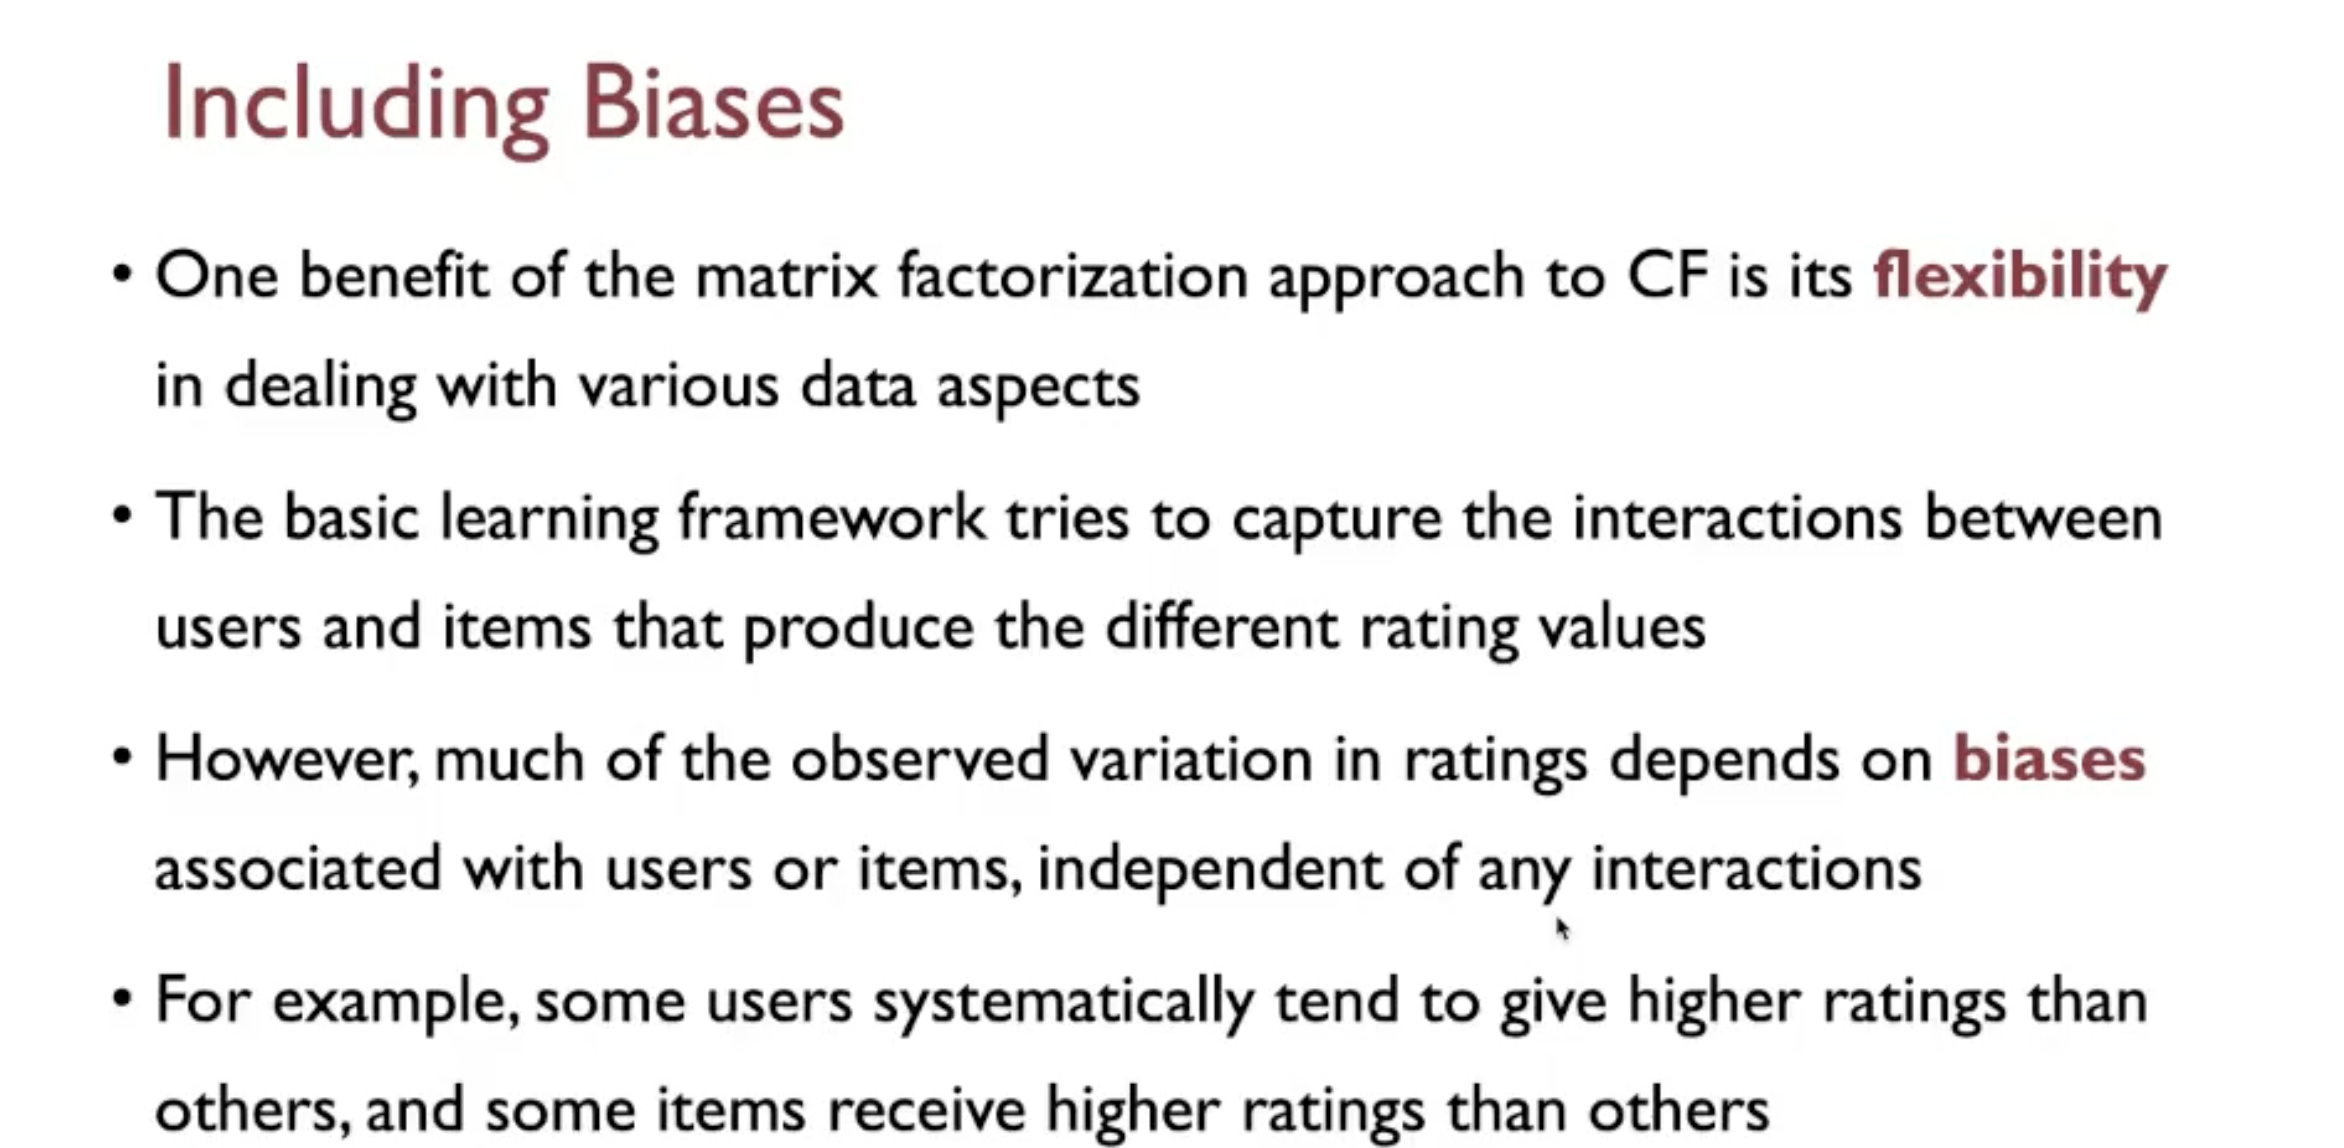 Including Biases
• One benefit of the matrix factorization approach to CF is its flexibility
in dealing with various data aspects
• The basic learning framework tries to capture the interactions between
users and items that produce the different rating values
• However, much of the observed variation in ratings depends on biases
associated with users or items, independent of any interactions
• For example, some users systematically tend to give higher ratings than
others, and some items receive higher ratings than others